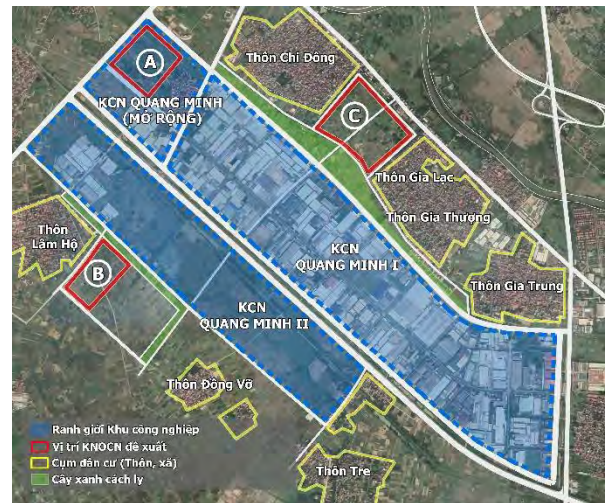 A
Thôn Chi Đông
KCN QUANG MINH
(MỞ RỘNG)
C
Thôn Gia Lạc
Thôn Gia Thượng
Thôn
Lâm Hộ
B
KCN
QUANG MINH I
Thôn Gia Trung
KCN
QUANG MINH II
Thôn Đông Vỡ
Ranh giới Khu công nghiệp
Vị trí KNOCN đề xuất
Cụm dân cư (Thôn, xã)
Cây xanh cách ly
Thôn Tre